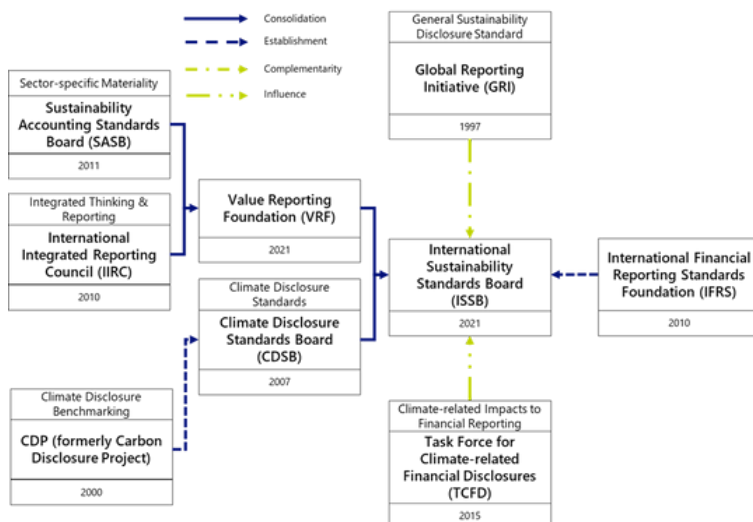 Consolidation
Establishment
Complementarity
Influence
General Sustainability
Disclosure Standard
Global Reporting
Initiative (GRI)
1997
Sector-specific Materiality
Sustainability
Accounting Standards
Board (SASB)
2011
Integrated Thinking &
Reporting
International
Integrated Reporting
Council (IIRC)
2010
Value Reporting
Foundation (VRF)
2021
Climate Disclosure
Standards
Climate Disclosure
Standards Board
(CDSB)
2007
Climate Disclosure
Benchmarking
CDP (formerly Carbon
Disclosure Project)
2000
International
Sustainability
Standards Board
(ISSB)
2021
International Financial
Reporting Standards
Foundation (IFRS)
2010
Climate-related Impacts to
Financial Reporting
Task Force for
Climate-related
Financial Disclosures
(TCFD)
2015